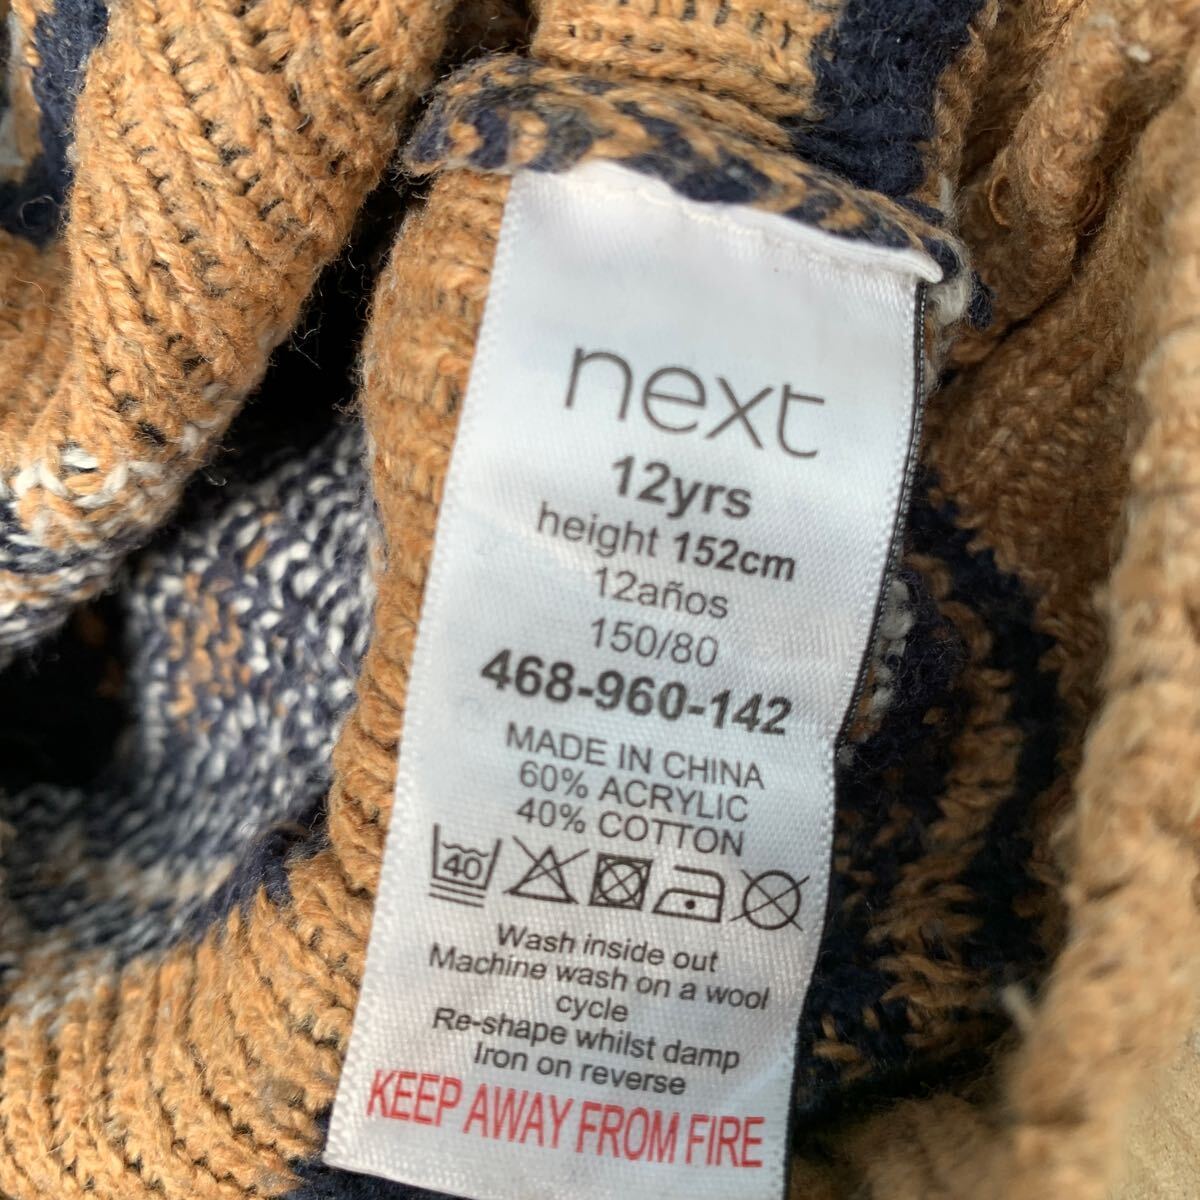 next
12yrs
height 152cm
12años
150/80
468-960-142
MADE IN CHINA
60% ACRYLIC
40% COTTON
40
Wash inside out
Machine wash on a wool
cycle
Re-shape whilst damp
Iron on reverse
KEEP AWAY FROM FIRE